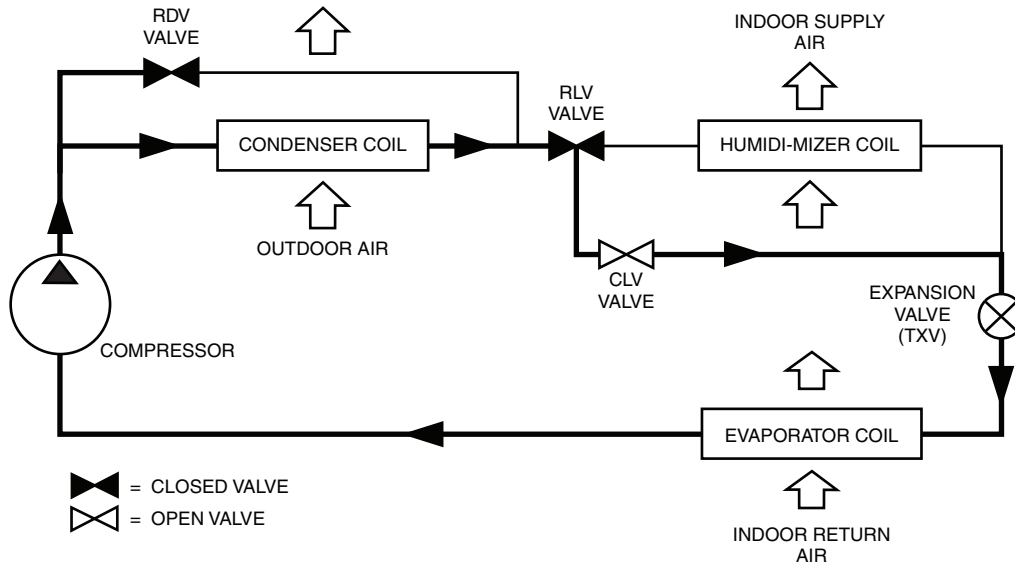 RDV
VALVE
INDOOR SUPPLY
AIR
RLV
VALVE
CONDENSER COIL
HUMIDI-MIZER COIL
OUTDOOR AIR
CLV
VALVE
EXPANSION
VALVE
(TXV)
COMPRESSOR
EVAPORATOR COIL
= CLOSED VALVE
= OPEN VALVE
INDOOR RETURN
AIR